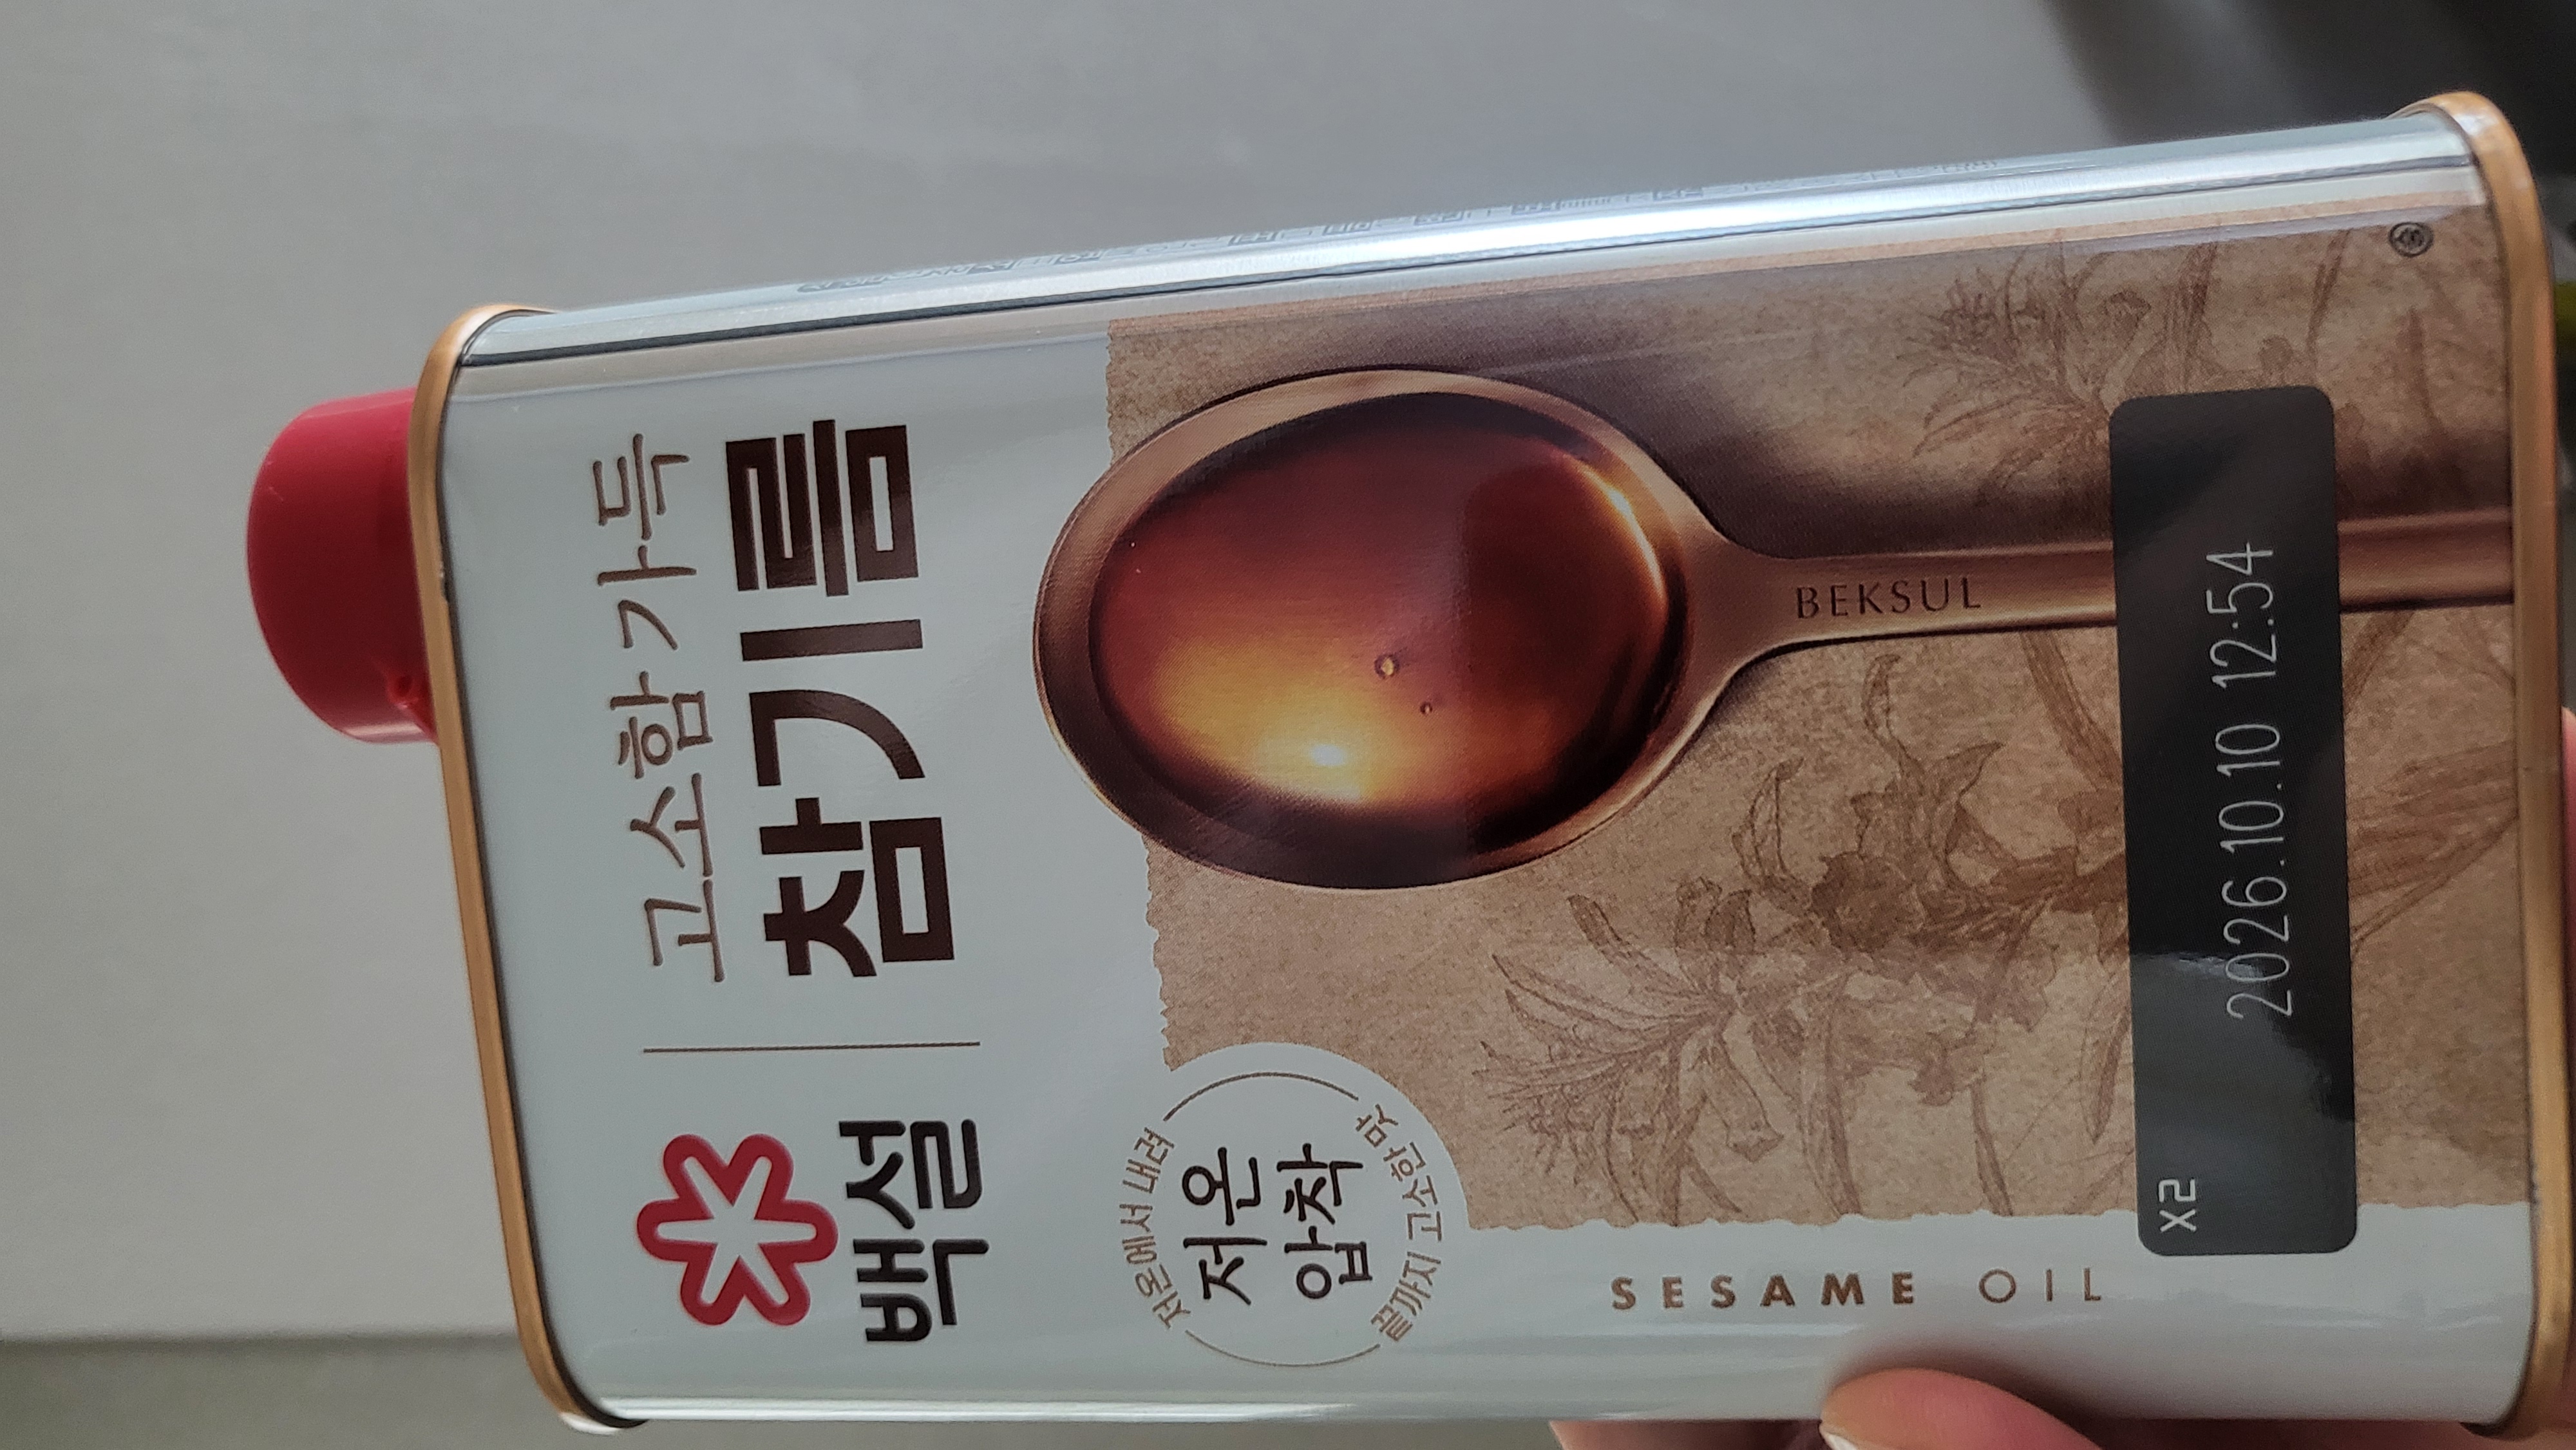 백설
고소함 가득
참기름
저온에서 내려
저온
압착
끝까지 고소한 맛
BEKSUL
SESAME OIL
X2
2026.10.10 12:54